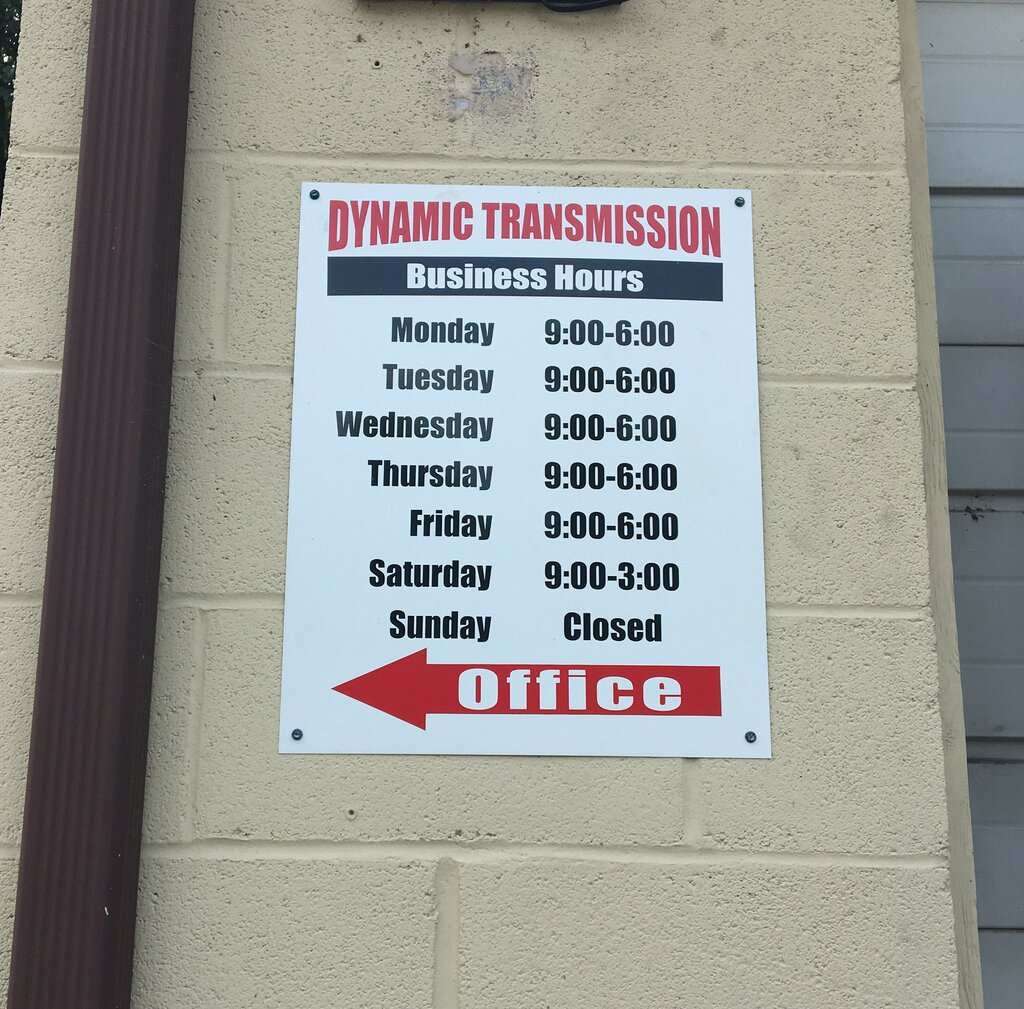 DYNAMIC TRANSMISSION
Business Hours
Monday 9:00-6:00
Tuesday 9:00-6:00
Wednesday 9:00-6:00
Thursday 9:00-6:00
Friday 9:00-6:00
Saturday 9:00-3:00
Sunday Closed
Office